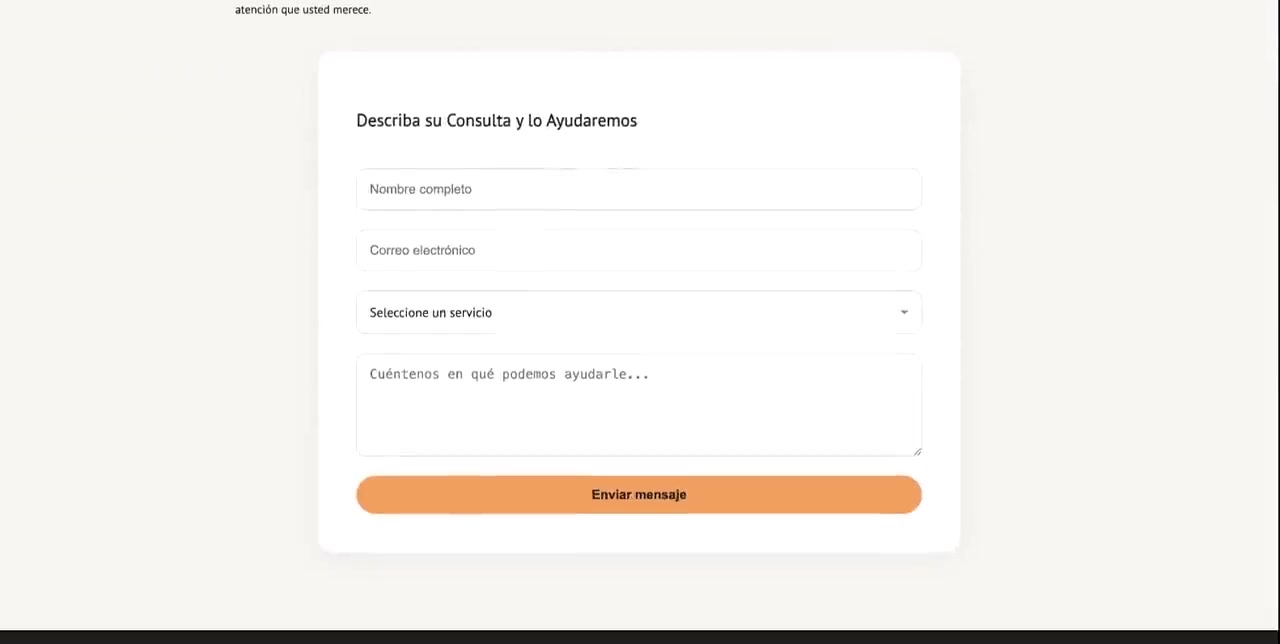 atención que usted merece.
Describa su Consulta y lo Ayudaremos
Nombre completo
Correo electrónico
Seleccione un servicio
Cuéntenos en qué podemos ayudarle...
Enviar mensaje